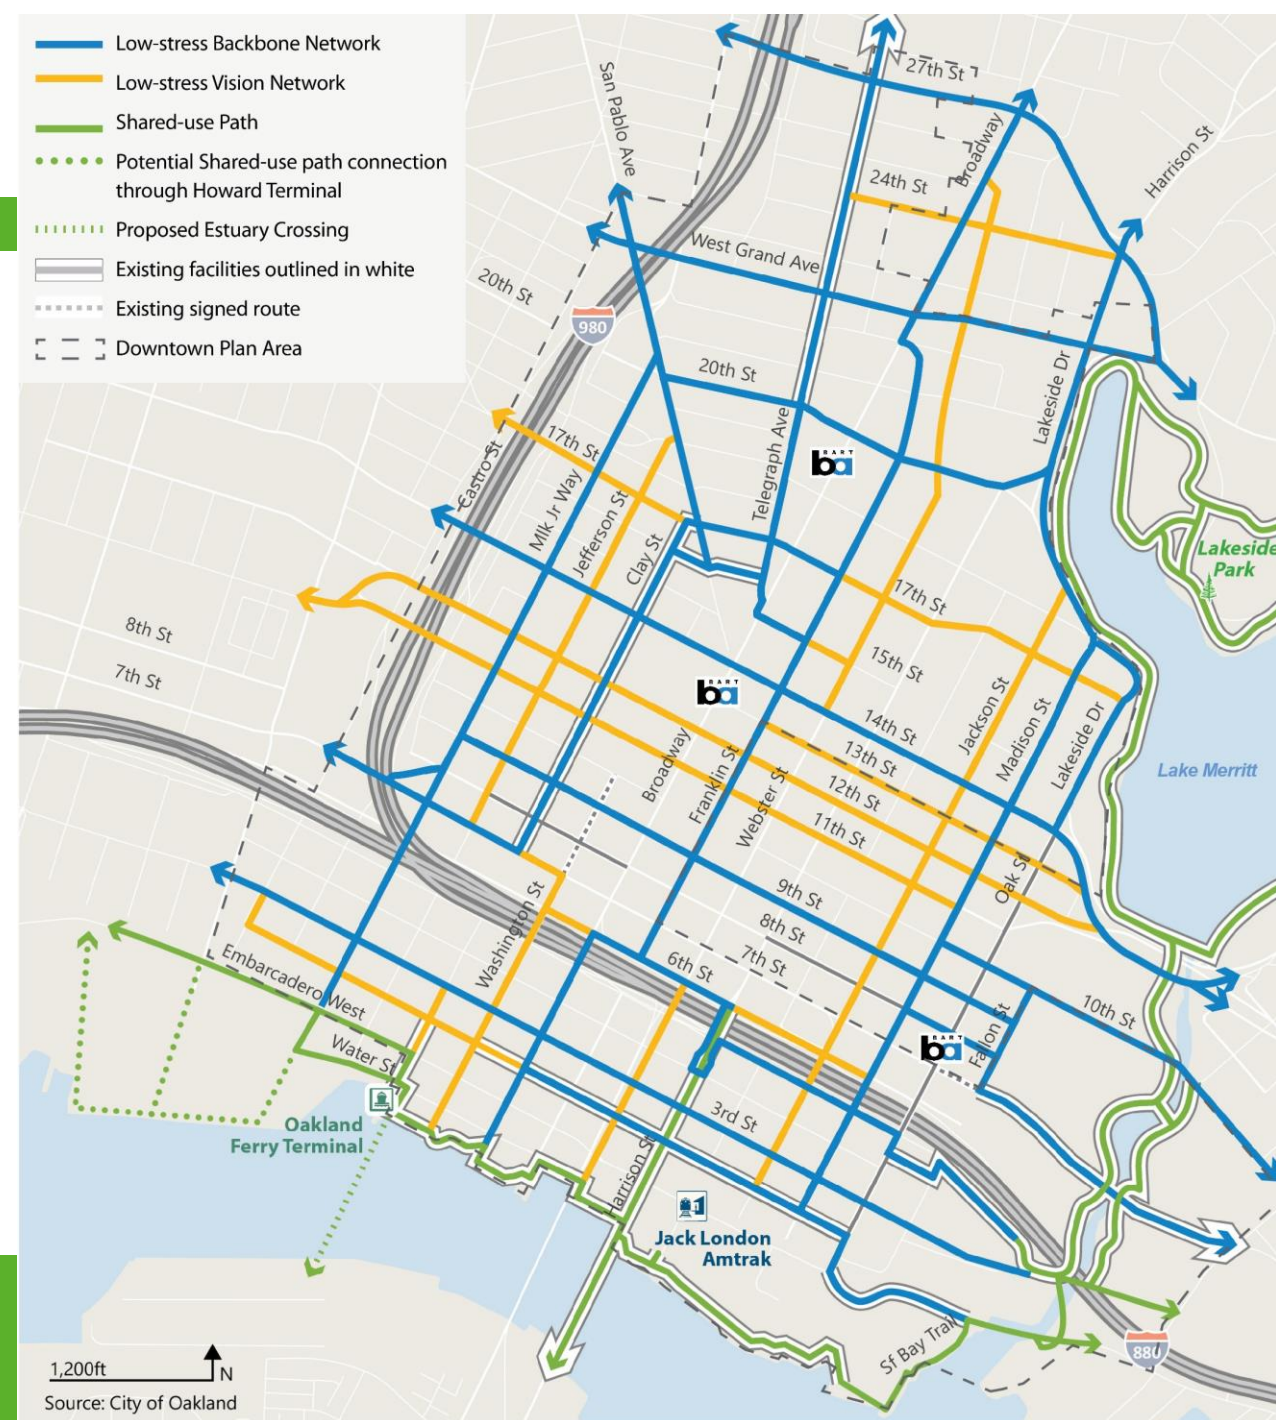 Low-stress Backbone Network
Low-stress Vision Network
Shared-use Path
Potential Shared-use path connection
through Howard Terminal
Proposed Estuary Crossing
Existing facilities outlined in white
Existing signed route
Downtown Plan Area
27th St
San Pablo Ave
Broadway
Harrison St
24th St
West Grand Ave
20th St
980
20th St
Lakeside Dr
17th St
Telegraph Ave
BART
ba
Castro St
Mlk Jr Way
Jefferson St
Clay St
Lakeside
Park
17th St
8th St
15th St
7th St
BART
ba
Jackson St
Madison St
Lakeside Dr
14th St
13th St
Broadway
Franklin St
Webster St
12th St
11th St
Lake Merritt
Oak St
9th St
Washington St
8th St
7th St
6th St
Embarcadero West
10th St
Fallon St
BART
ba
Water St
Oakland
Ferry Terminal
3rd St
Harrison St
Jack London
Amtrak
Sf Bay Trail
880
1,200ft
N
Source: City of Oakland